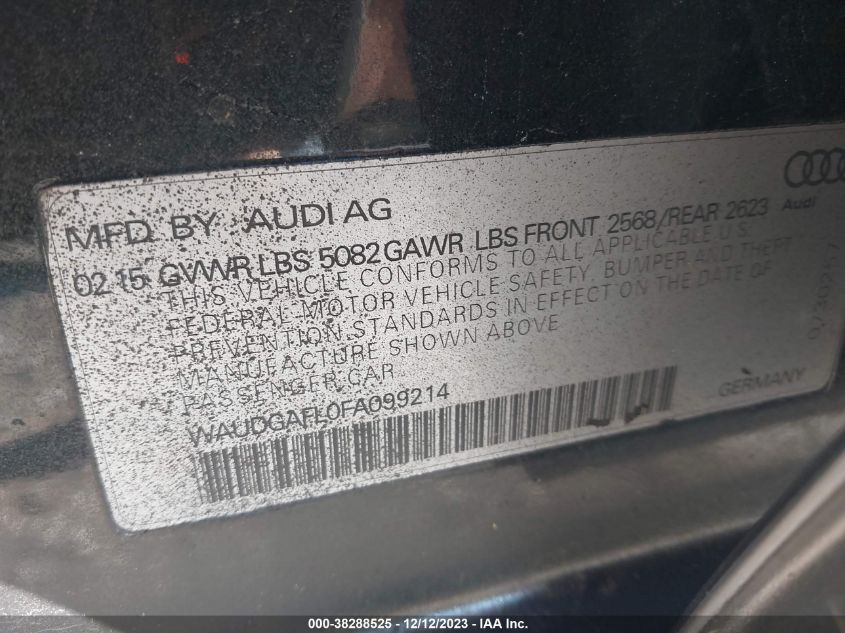 MFD. BY AUDI AG
02 15 GVWR LBS 5082 GAWR LBS FRONT 2568/REAR 2623
Audi
THIS VEHICLE CONFORMS TO ALL APPLICABLE U.S.
FEDERAL MOTOR VEHICLE SAFETY, BUMPER AND THEFT
PREVENTION STANDARDS IN EFFECT ON THE DATE OF
MANUFACTURE SHOWN ABOVE
PASSENGER CAR
WAUDGAFL0FA099214
GERMANY
000-38288525 - 12/12/2023 - IAA Inc.